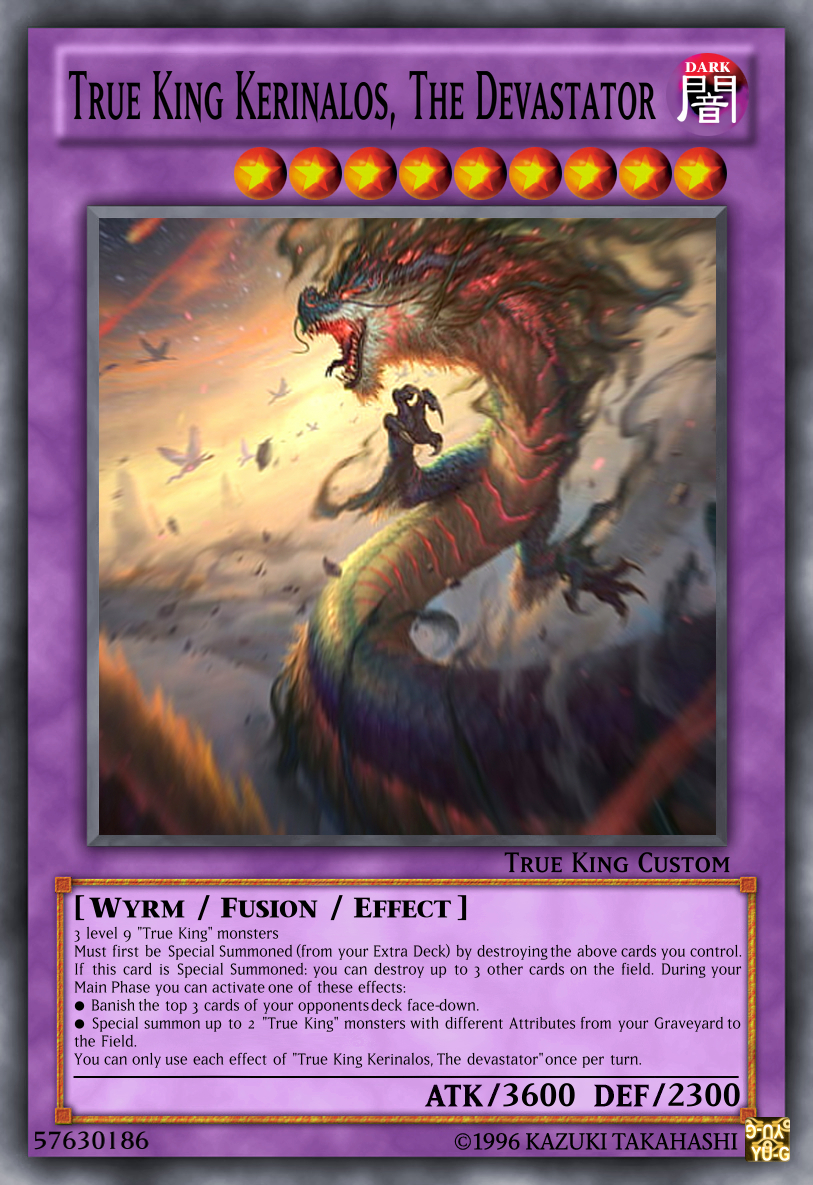 True King Kerinalos, The Devastator
DARK
闇
True King Custom
[ Wyrm / Fusion / Effect ]
3 level 9 "True King" monsters
Must first be Special Summoned (from your Extra Deck) by destroying the above cards you control.
If this card is Special Summoned: you can destroy up to 3 other cards on the field. During your
Main Phase you can activate one of these effects:
● Banish the top 3 cards of your opponents deck face-down.
● Special summon up to 2 "True King" monsters with different Attributes from your Graveyard to
the Field.
You can only use each effect of "True King Kerinalos, The devastator" once per turn.
ATK/3600 DEF/2300
57630186
©1996 KAZUKI TAKAHASHI